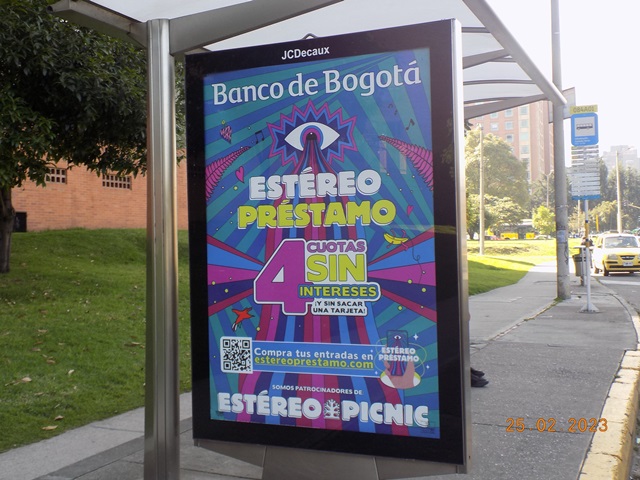 JCDecaux
Banco de Bogotá
ESTÉREO
PRÉSTAMO
4 CUOTAS
SIN
INTERESES
¡Y SIN SACAR
UNA TARJETA!
Compra tus entradas en
estereoprestamo.com
ESTÉREO
PRÉSTAMO
SOMOS PATROCINADORES DE
ESTÉREO PICNIC
25 02 2023